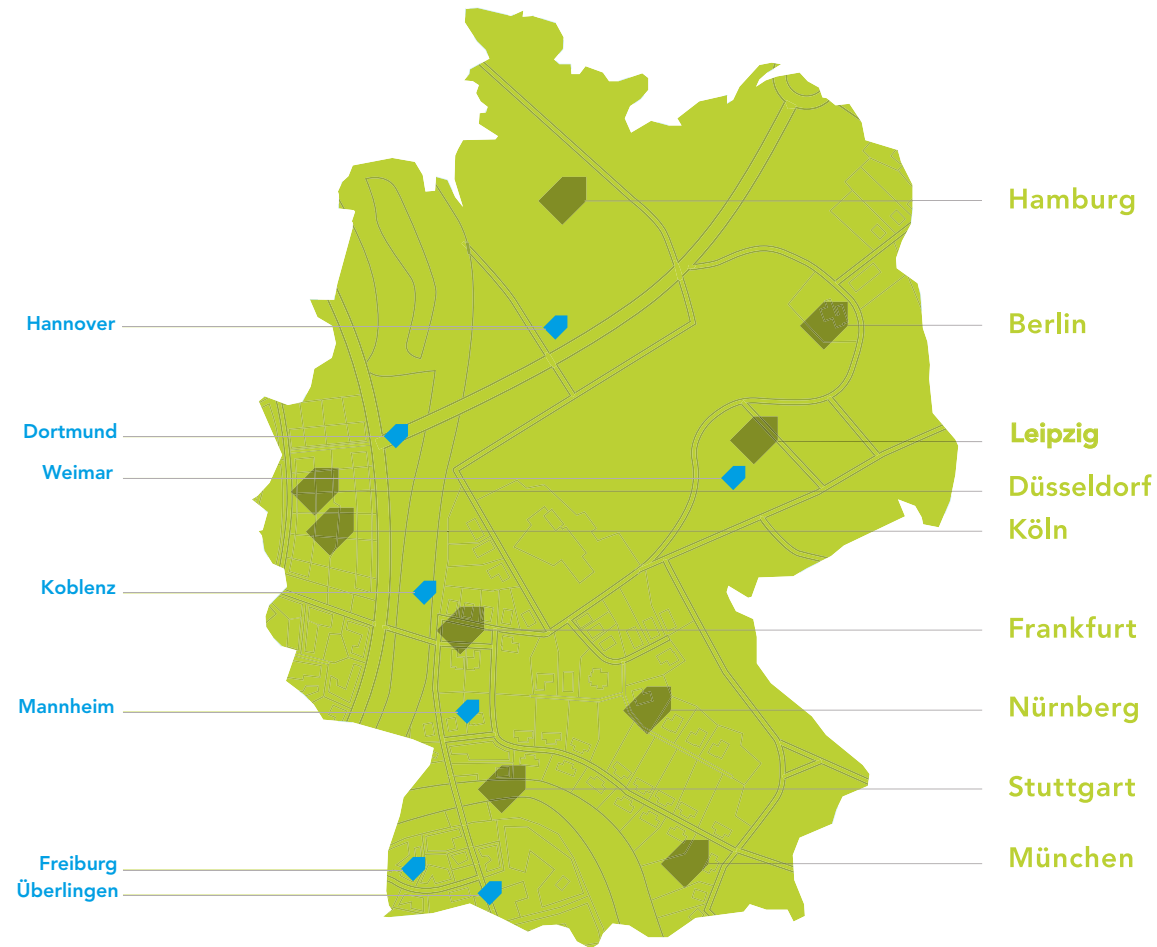 Hannover
Dortmund
Weimar
Koblenz
Mannheim
Freiburg
Überlingen
Hamburg
Berlin
Leipzig
Düsseldorf
Köln
Frankfurt
Nürnberg
Stuttgart
München